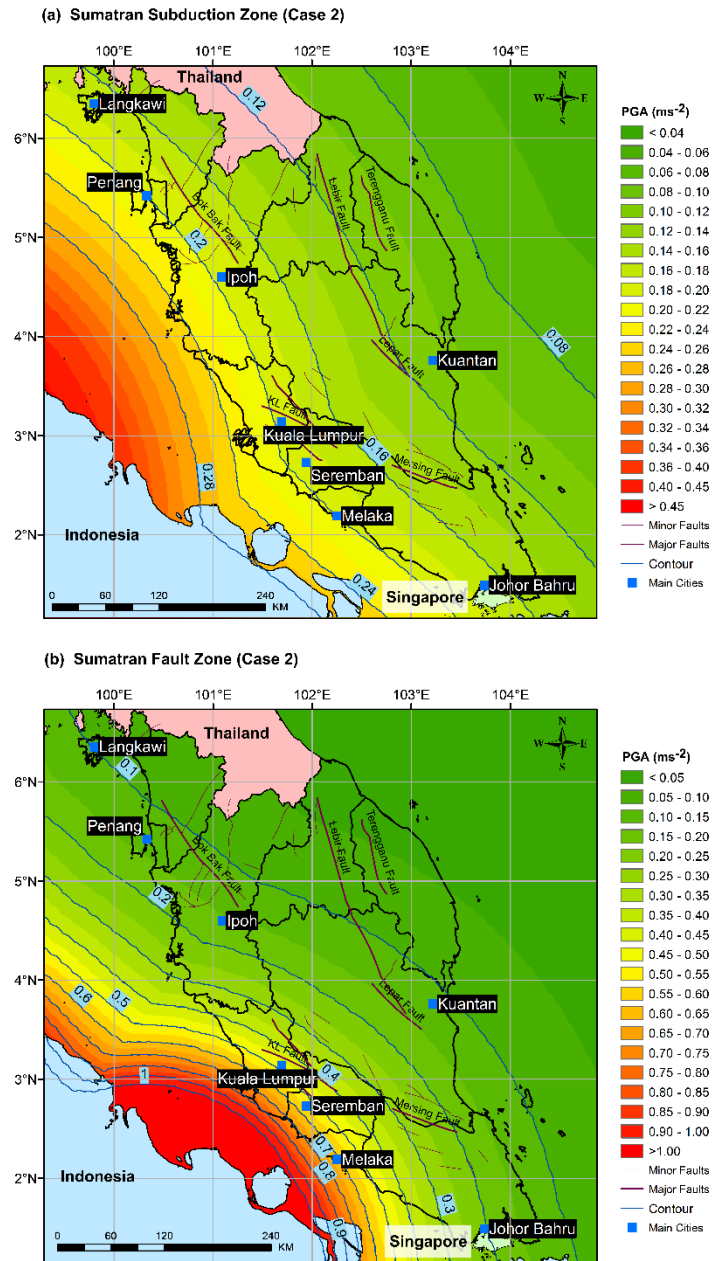 (a) Sumatran Subduction Zone (Case 2)
100°E 101°E 102°E 103°E 104°E
Thailand
N
W E
S
Langkawi
0.12
6°N
Penang
Bok Bak Fault
Lebir Fault
Terengganu Fault
5°N
0.2
Ipoh
4°N
Lepar Fault
Kuantan
0.08
KL Fault
3°N
Kuala Lumpur
0.16
Mersing Fault
Seremban
0.28
Melaka
2°N
Indonesia
0.24
Singapore
Johor Bahru
0 60 120 240
KM
PGA (ms-2)
< 0.04
0.04 - 0.06
0.06 - 0.08
0.08 - 0.10
0.10 - 0.12
0.12 - 0.14
0.14 - 0.16
0.16 - 0.18
0.18 - 0.20
0.20 - 0.22
0.22 - 0.24
0.24 - 0.26
0.26 - 0.28
0.28 - 0.30
0.30 - 0.32
0.32 - 0.34
0.34 - 0.36
0.36 - 0.40
0.40 - 0.45
> 0.45
Minor Faults
Major Faults
Contour
Main Cities
(b) Sumatran Fault Zone (Case 2)
100°E 101°E 102°E 103°E 104°E
Thailand
N
W E
S
Langkawi
0.1
6°N
Penang
Bok Bak Fault
Lebir Fault
Terengganu Fault
5°N
0.2
Ipoh
4°N
Lepar Fault
Kuantan
0.6
0.5
KL Fault
1
0.4
3°N
Kuala Lumpur
Seremban
Mersing Fault
0.7
Melaka
0.8
2°N
Indonesia
0.3
0.9
Singapore
Johor Bahru
0 60 120 240
KM
PGA (ms-2)
< 0.05
0.05 - 0.10
0.10 - 0.15
0.15 - 0.20
0.20 - 0.25
0.25 - 0.30
0.30 - 0.35
0.35 - 0.40
0.40 - 0.45
0.45 - 0.50
0.50 - 0.55
0.55 - 0.60
0.60 - 0.65
0.65 - 0.70
0.70 - 0.75
0.75 - 0.80
0.80 - 0.85
0.85 - 0.90
0.90 - 1.00
>1.00
Minor Faults
Major Faults
Contour
Main Cities